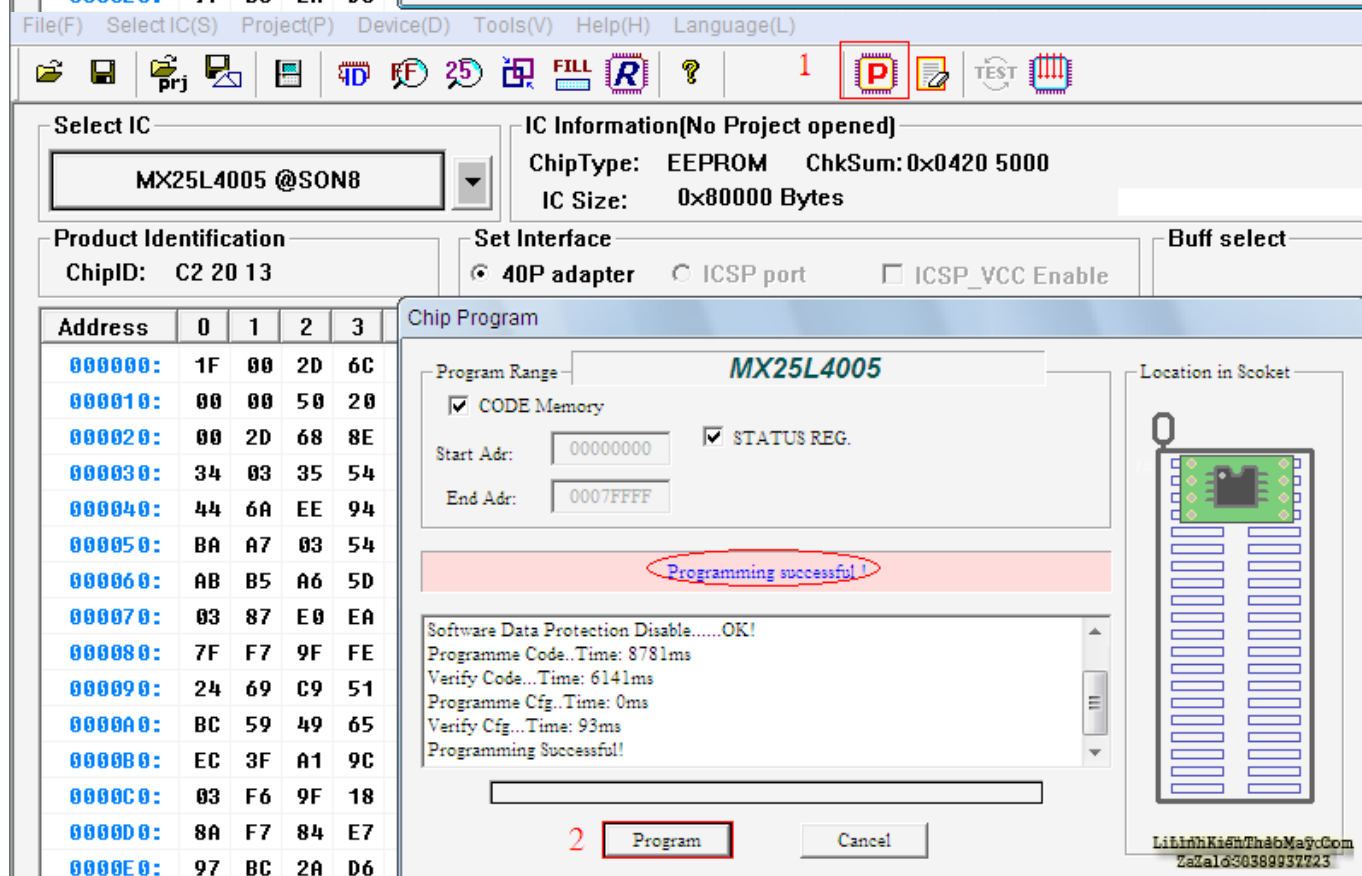 File(F) Select IC(S) Project(P) Device(D) Tools(V) Help(H) Language(L)
prj ID F 25 FILL R ? 1 P TEST
Select IC
MX25L4005 @SON8
IC Information(No Project opened)
ChipType: EEPROM ChkSum: 0x0420 5000
IC Size: 0x80000 Bytes
Product Identification
ChipID: C2 20 13
Set Interface
40P adapter ICSP port ICSP_VCC Enable
Buff select
Address 0 1 2 3
000000: 1F 00 2D 6C
000010: 00 00 50 20
000020: 00 2D 68 8E
000030: 34 03 35 54
000040: 44 6A EE 94
000050: BA A7 03 54
000060: AB B5 A6 5D
000070: 03 87 E0 EA
000080: 7F F7 9F FE
000090: 24 69 C9 51
0000A0: BC 59 49 65
0000B0: EC 3F A1 9C
0000C0: 03 F6 9F 18
0000D0: 8A F7 84 E7
0000E0: 97 BC 2A D6
Chip Program
Program Range
MX25L4005
CODE Memory
STATUS REG.
Start Adr: 00000000
End Adr: 0007FFFF
Programming successful !
Software Data Protection Disable......OK!
Programme Code..Time: 8781ms
Verify Code...Time: 6141ms
Programme Cfg..Time: 0ms
Verify Cfg...Time: 93ms
Programming Successful!
2 Program Cancel
Location in Scoket